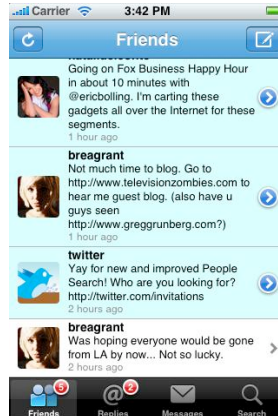 Carrier 3:42 PM
Friends
Going on Fox Business Happy Hour
in about 10 minutes with
@ericbolling. I'm carting these
gadgets all over the Internet for these
segments.
1 hour ago
breagrant
Not much time to blog. Go to
http://www.televisionzombies.com to
hear me guest blog. (also have u
guys seen
http://www.greggrunberg.com?)
1 hour ago
twitter
Yay for new and improved People
Search! Who are you looking for?
http://twitter.com/invitations
2 hours ago
breagrant
Was hoping everyone would be gone
from LA by now... Not so lucky.
2 hours ago
5 2
Friends Replies Messages Search